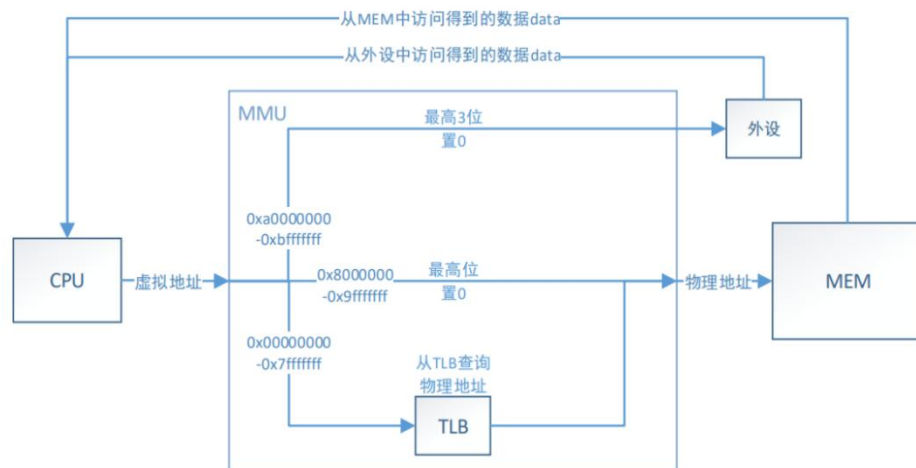 从MEM中访问得到的数据data
从外设中访问得到的数据data
MMU
最高3位
置0
外设
0xa0000000
-0xbfffffff
CPU
虚拟地址
0x8000000
-0x9fffffff
最高位
置0
物理地址
MEM
0x00000000
-0x7fffffff
从TLB查询
物理地址
TLB